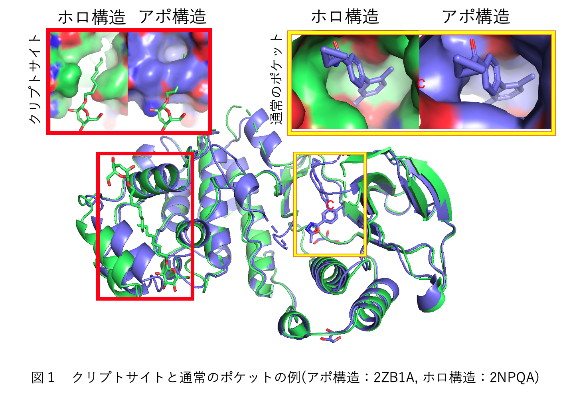 ホロ構造 アポ構造
クリプトサイト
ホロ構造 アポ構造
通常のポケット
C
C
図1 クリプトサイトと通常のポケットの例(アポ構造：2ZB1A, ホロ構造：2NPQA)